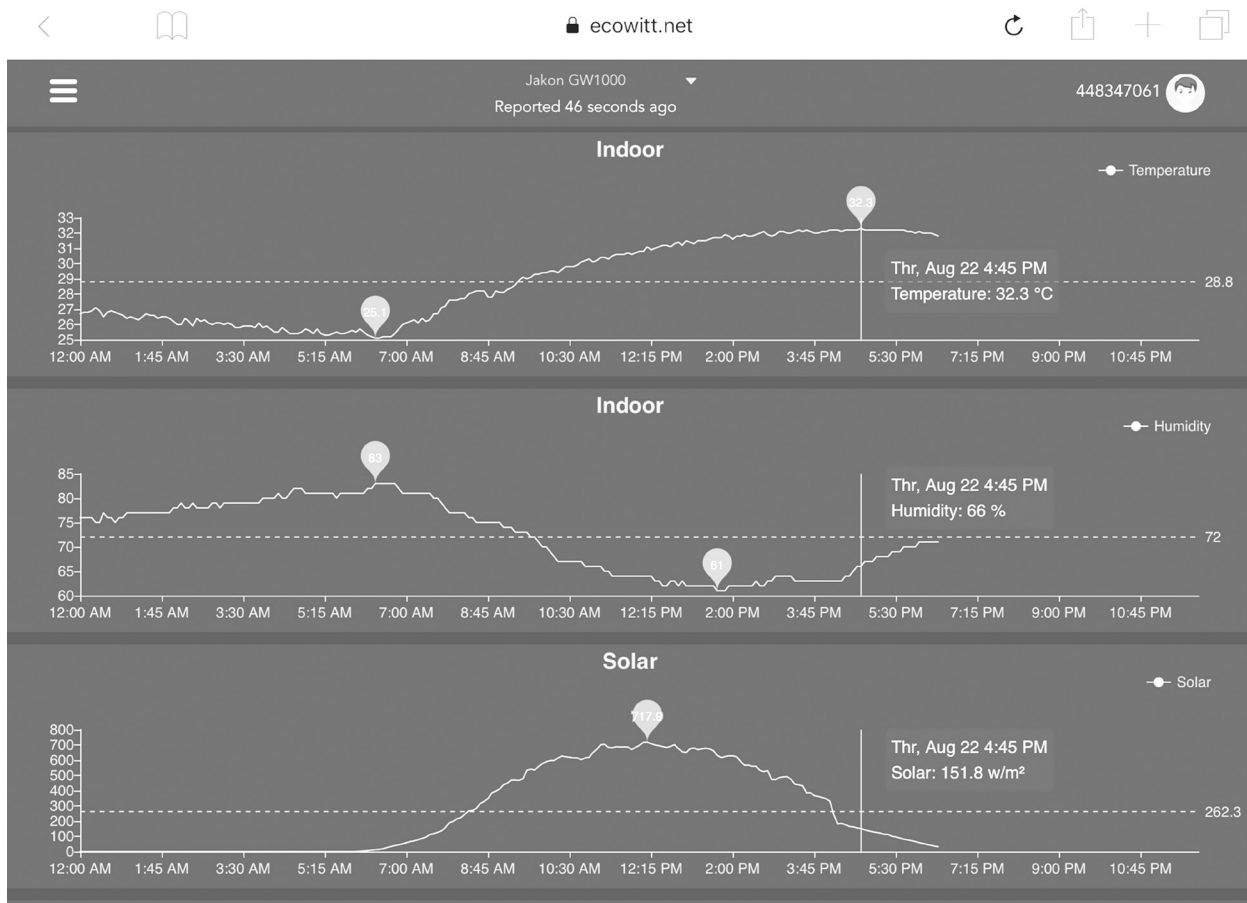 ecowitt.net
Jakon GW1000
Reported 46 seconds ago
448347061
Indoor
Temperature
33
32
31
30
29
28
27
26
25
32.3
25.1
28.8
Thr, Aug 22 4:45 PM
Temperature: 32.3 °C
12:00 AM 1:45 AM 3:30 AM 5:15 AM 7:00 AM 8:45 AM 10:30 AM 12:15 PM 2:00 PM 3:45 PM 5:30 PM 7:15 PM 9:00 PM 10:45 PM
Indoor
Humidity
85
80
75
70
65
60
83
61
72
Thr, Aug 22 4:45 PM
Humidity: 66 %
12:00 AM 1:45 AM 3:30 AM 5:15 AM 7:00 AM 8:45 AM 10:30 AM 12:15 PM 2:00 PM 3:45 PM 5:30 PM 7:15 PM 9:00 PM 10:45 PM
Solar
Solar
800
700
600
500
400
300
200
100
0
717.9
262.3
Thr, Aug 22 4:45 PM
Solar: 151.8 w/m²
12:00 AM 1:45 AM 3:30 AM 5:15 AM 7:00 AM 8:45 AM 10:30 AM 12:15 PM 2:00 PM 3:45 PM 5:30 PM 7:15 PM 9:00 PM 10:45 PM